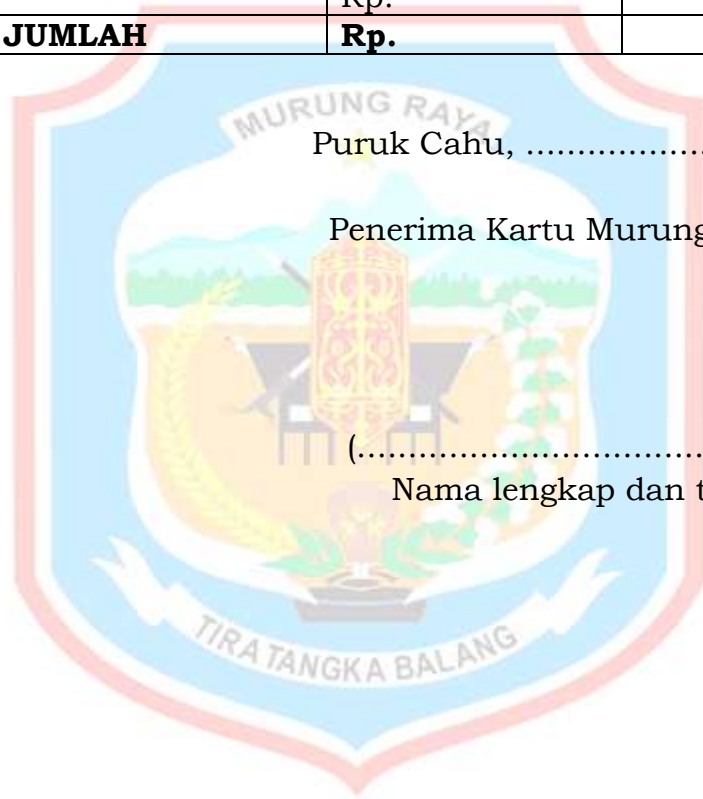 Rp.
JUMLAH Rp.
MURUNG RAYA
Puruk Cahu, ....................
Penerima Kartu Murung
(..................................
Nama lengkap dan t
TIRA TANGKA BALANG